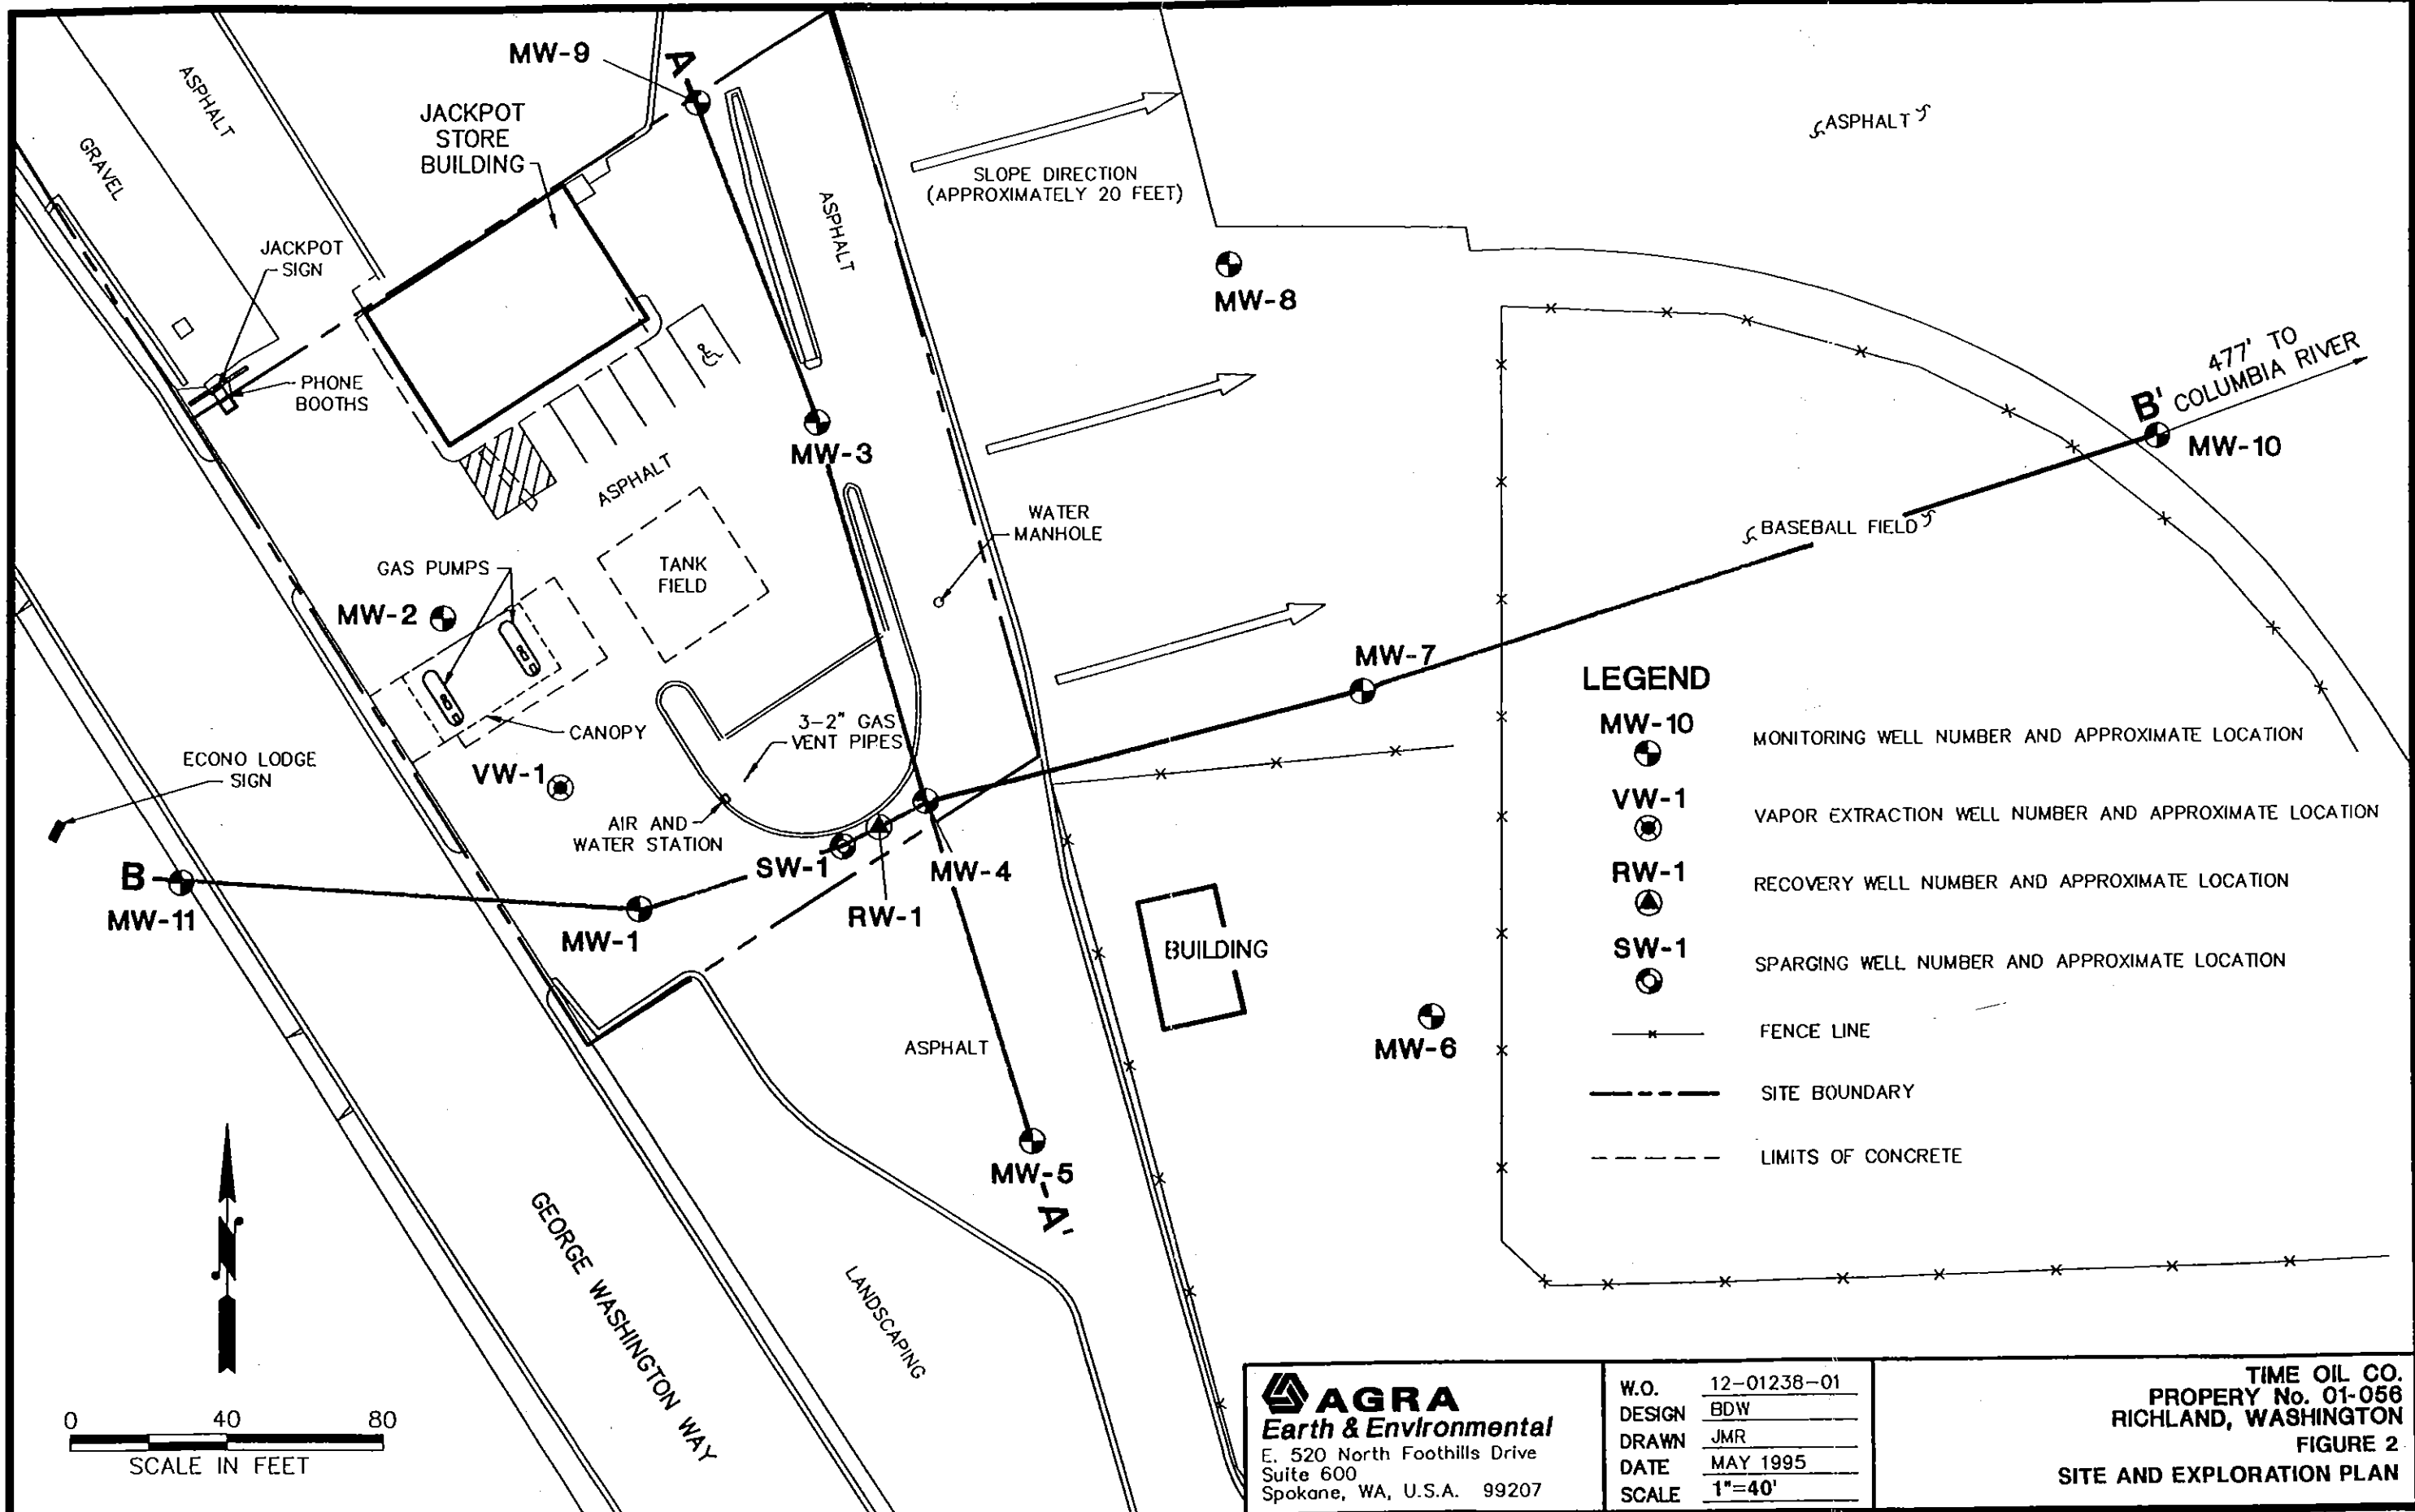 MW-9
A
ASPHALT
GRAVEL
JACKPOT
STORE
BUILDING
ASPHALT
SLOPE DIRECTION
(APPROXIMATELY 20 FEET)
ASPHALT
JACKPOT
SIGN
MW-8
PHONE
BOOTHS
477' TO
COLUMBIA RIVER
B'
MW-10
MW-3
ASPHALT
WATER
MANHOLE
BASEBALL FIELD
GAS PUMPS
TANK
FIELD
MW-2
MW-7
CANOPY
3-2" GAS
VENT PIPES
ECONO LODGE
SIGN
VW-1
AIR AND
WATER STATION
SW-1
MW-4
B
MW-11
MW-1
RW-1
BUILDING
ASPHALT
MW-6
MW-5
A'
GEORGE WASHINGTON WAY
LANDSCAPING
LEGEND
MW-10
MONITORING WELL NUMBER AND APPROXIMATE LOCATION
VW-1
VAPOR EXTRACTION WELL NUMBER AND APPROXIMATE LOCATION
RW-1
RECOVERY WELL NUMBER AND APPROXIMATE LOCATION
SW-1
SPARGING WELL NUMBER AND APPROXIMATE LOCATION
FENCE LINE
SITE BOUNDARY
LIMITS OF CONCRETE
N
0 40 80
SCALE IN FEET
AGRA
Earth & Environmental
E. 520 North Foothills Drive
Suite 600
Spokane, WA, U.S.A. 99207
W.O. 12-01238-01
DESIGN BDW
DRAWN JMR
DATE MAY 1995
SCALE 1"=40'
TIME OIL CO.
PROPERY No. 01-056
RICHLAND, WASHINGTON
FIGURE 2
SITE AND EXPLORATION PLAN